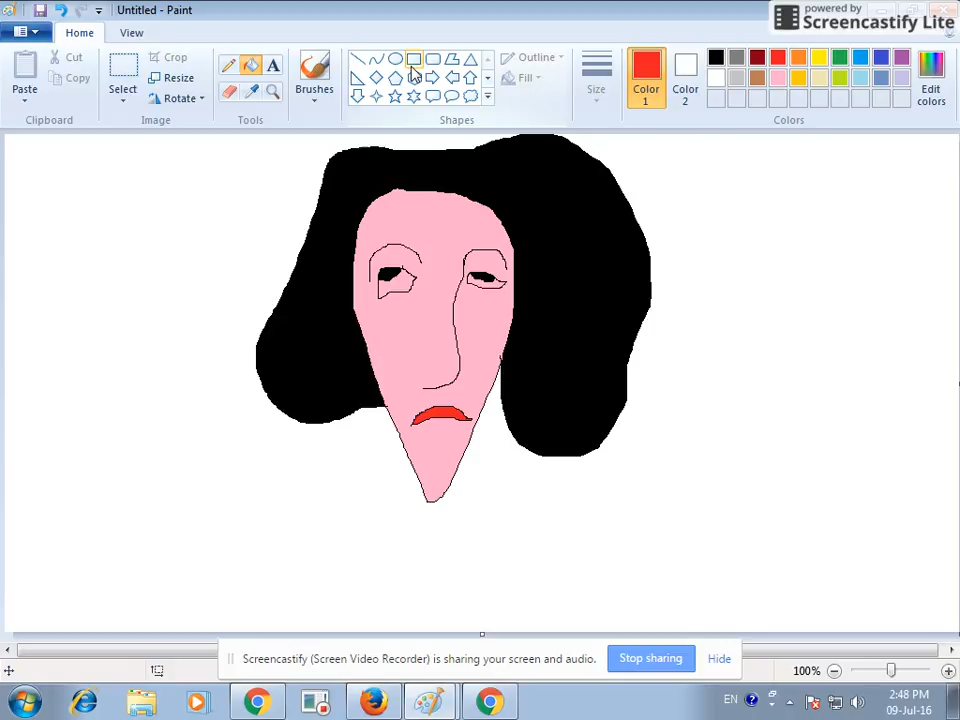 Untitled - Paint
powered by
Screencastify Lite
Home
View
Paste
Cut
Copy
Clipboard
Select
Crop
Resize
Rotate
Image
A
Tools
Brushes
Outline
Fill
Shapes
Size
Color
1
Color
2
Edit
colors
Colors
Screencastify (Screen Video Recorder) is sharing your screen and audio.
Stop sharing
Hide
100%
EN
2:48 PM
09-Jul-16